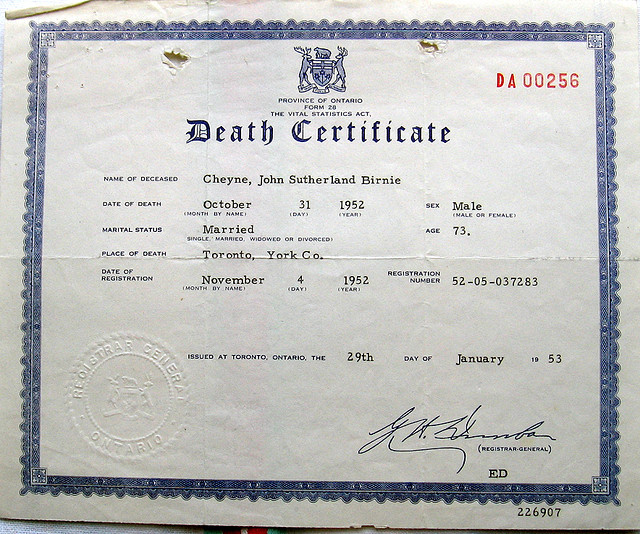 DA 00256
PROVINCE OF ONTARIO
FORM 28
THE VITAL STATISTICS ACT.
Death Certificate
NAME OF DECEASED Cheyne, John Sutherland Birnie
DATE OF DEATH October 31 1952 SEX Male
(MONTH BY NAME) (DAY) (YEAR) (MALE OR FEMALE)
MARITAL STATUS Married AGE 73.
SINGLE, MARRIED, WIDOWED OR DIVORCED)
PLACE OF DEATH Toronto, York Co.
DATE OF REGISTRATION November 4 1952 REGISTRATION NUMBER 52-05-037283
(MONTH BY NAME) (DAY) (YEAR)
ISSUED AT TORONTO, ONTARIO, THE 29th DAY OF January 19 53
REGISTRAR GENERAL
ONTARIO
(REGISTRAR-GENERAL)
ED
226907